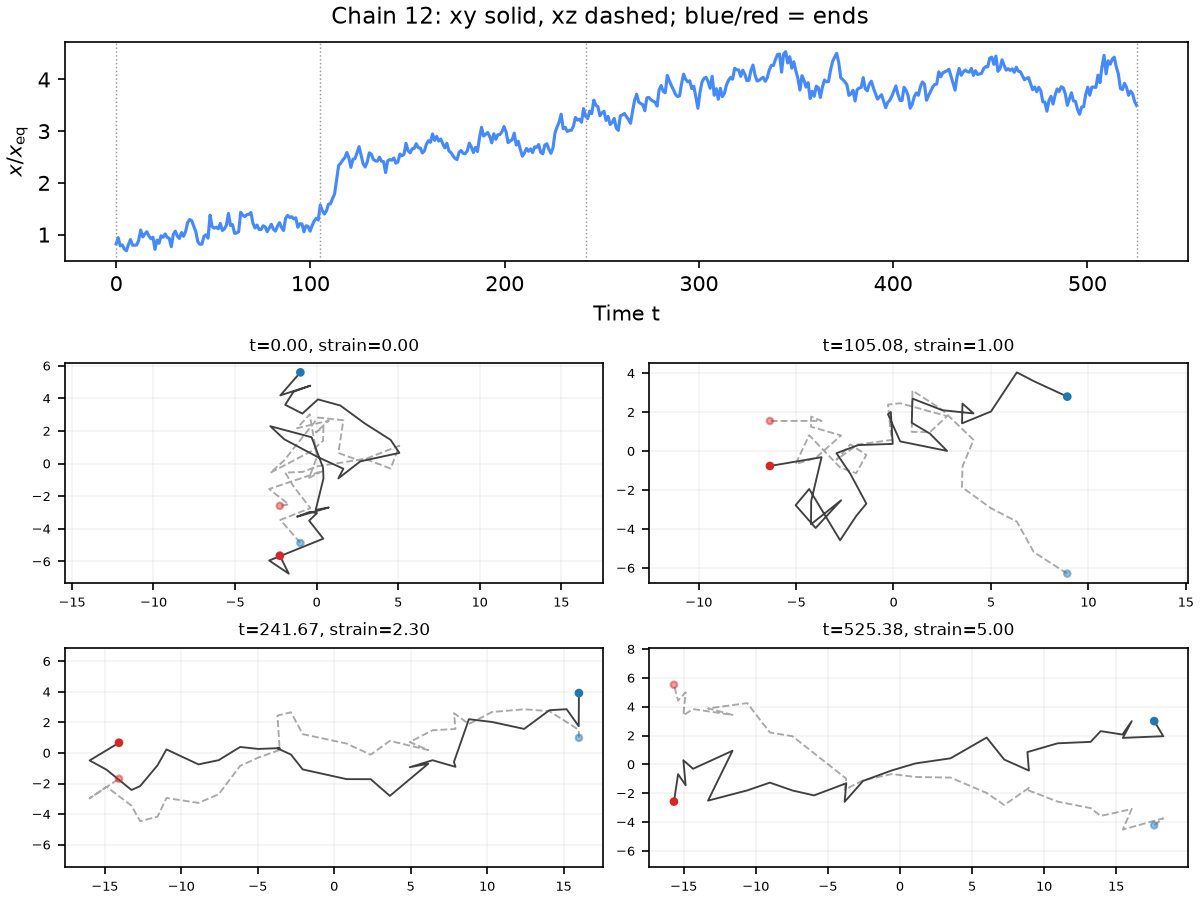 Chain 12: xy solid, xz dashed; blue/red = ends
x/x_eq
4
3
2
1
0 100 200 300 400 500
Time t
t=0.00, strain=0.00
6
4
2
0
−2
−4
−6
−15 −10 −5 0 5 10 15
t=105.08, strain=1.00
4
2
0
−2
−4
−6
−10 −5 0 5 10 15
t=241.67, strain=2.30
6
4
2
0
−2
−4
−6
−15 −10 −5 0 5 10 15
t=525.38, strain=5.00
8
6
4
2
0
−2
−4
−6
−15 −10 −5 0 5 10 15